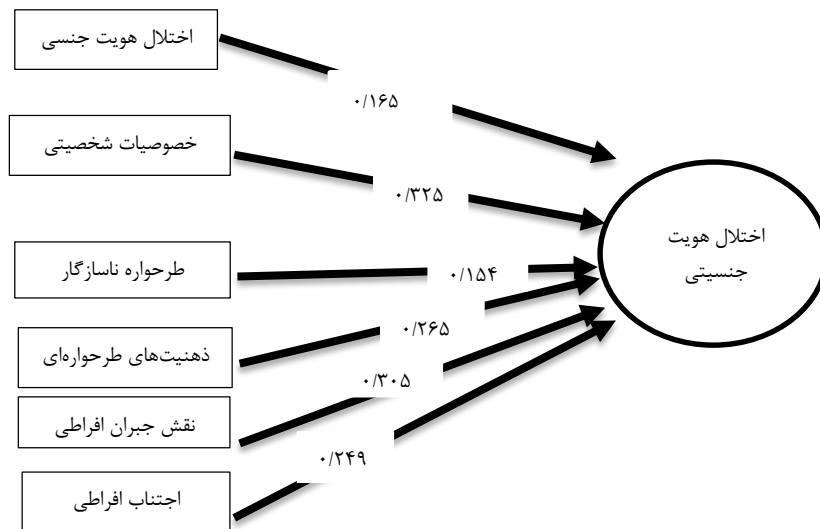 اختلال هویت جنسی
۰/۱۶۵
خصوصیات شخصیتی
۰/۳۲۵
اختلال هویت
جنسیتی
طرحواره ناسازگار
۰/۱۵۴
ذهنیت‌های طرحواره‌ای
۰/۲۶۵
۰/۳۰۵
نقش جبران افراطی
۰/۲۴۹
اجتناب افراطی